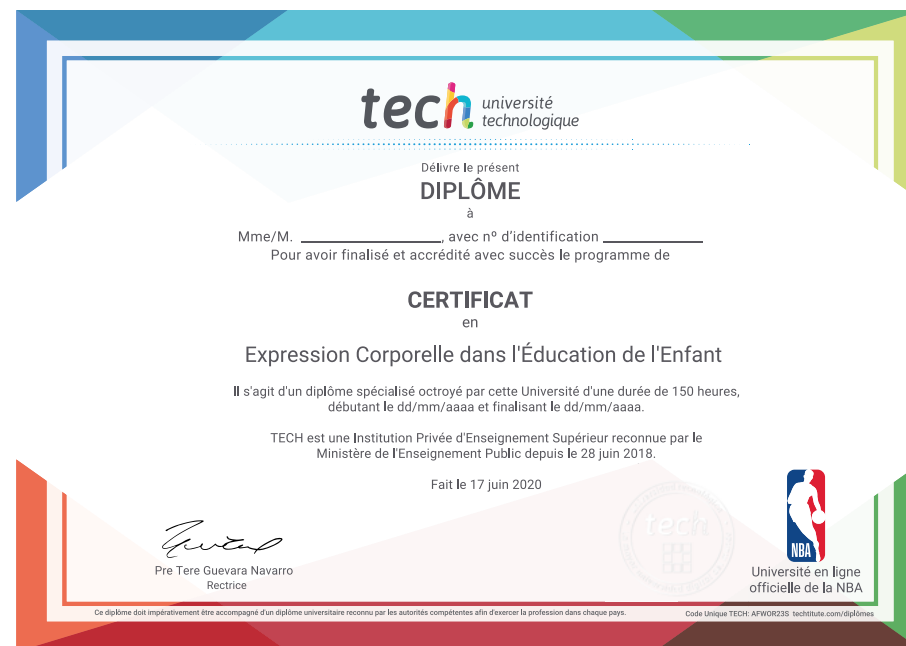 tech université
technologique
Délivre le présent
DIPLÔME
à
Mme/M. ____________________, avec nº d'identification ______________
Pour avoir finalisé et accrédité avec succès le programme de
CERTIFICAT
en
Expression Corporelle dans l'Éducation de l'Enfant
Il s'agit d'un diplôme spécialisé octroyé par cette Université d'une durée de 150 heures,
débutant le dd/mm/aaaa et finalisant le dd/mm/aaaa.
TECH est une Institution Privée d'Enseignement Supérieur reconnue par le
Ministère de l'Enseignement Public depuis le 28 juin 2018.
Fait le 17 juin 2020
tech
NBA
Pre Tere Guevara Navarro
Rectrice
Université en ligne
officielle de la NBA
Ce diplôme doit impérativement être accompagné d'un diplôme universitaire reconnu par les autorités compétentes afin d'exercer la profession dans chaque pays.
Code Unique TECH: AFWOR23S techtitute.com/diplômes